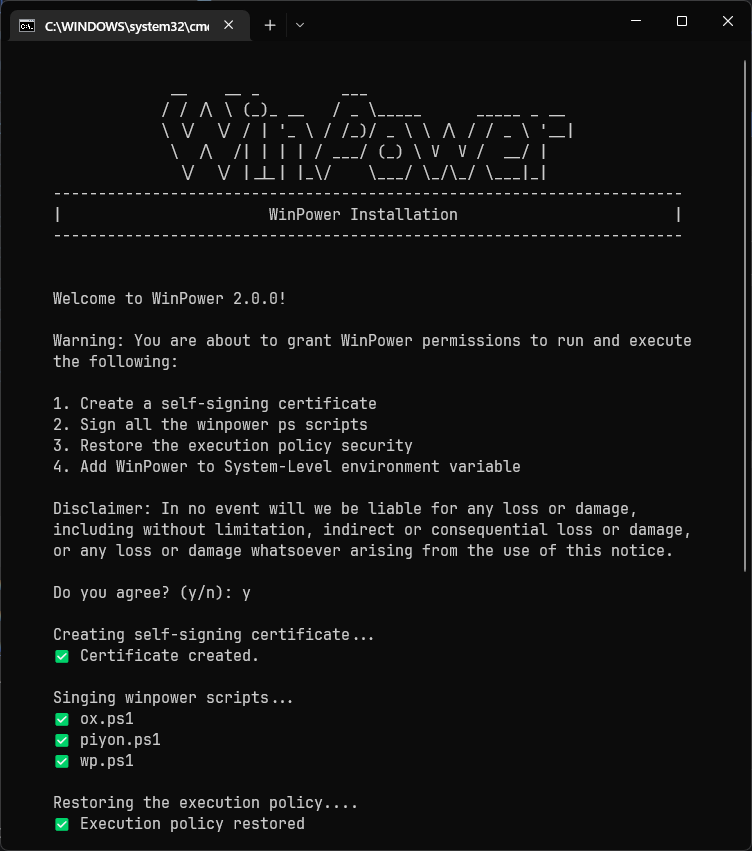 C:\WINDOWS\system32\cmc
WinPower
WinPower Installation
Welcome to WinPower 2.0.0!
Warning: You are about to grant WinPower permissions to run and execute
the following:
1. Create a self-signing certificate
2. Sign all the winpower ps scripts
3. Restore the execution policy security
4. Add WinPower to System-Level environment variable
Disclaimer: In no event will we be liable for any loss or damage,
including without limitation, indirect or consequential loss or damage,
or any loss or damage whatsoever arising from the use of this notice.
Do you agree? (y/n): y
Creating self-signing certificate...
✅ Certificate created.
Singing winpower scripts...
✅ ox.ps1
✅ piyon.ps1
✅ wp.ps1
Restoring the execution policy....
✅ Execution policy restored